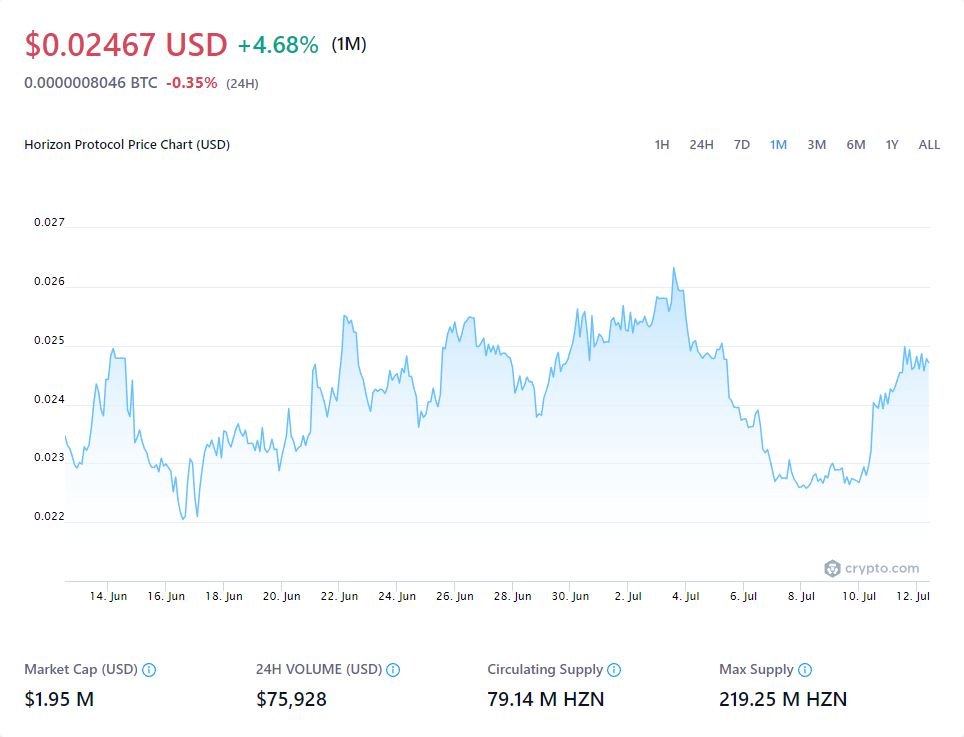 $0.02467 USD +4.68% (1M)
0.0000008046 BTC -0.35% (24H)
Horizon Protocol Price Chart (USD)
1H 24H 7D 1M 3M 6M 1Y ALL
0.027
0.026
0.025
0.024
0.023
0.022
crypto.com
14. Jun 16. Jun 18. Jun 20. Jun 22. Jun 24. Jun 26. Jun 28. Jun 30. Jun 2. Jul 4. Jul 6. Jul 8. Jul 10. Jul 12. Jul
Market Cap (USD) 24H VOLUME (USD) Circulating Supply Max Supply
$1.95 M $75,928 79.14 M HZN 219.25 M HZN